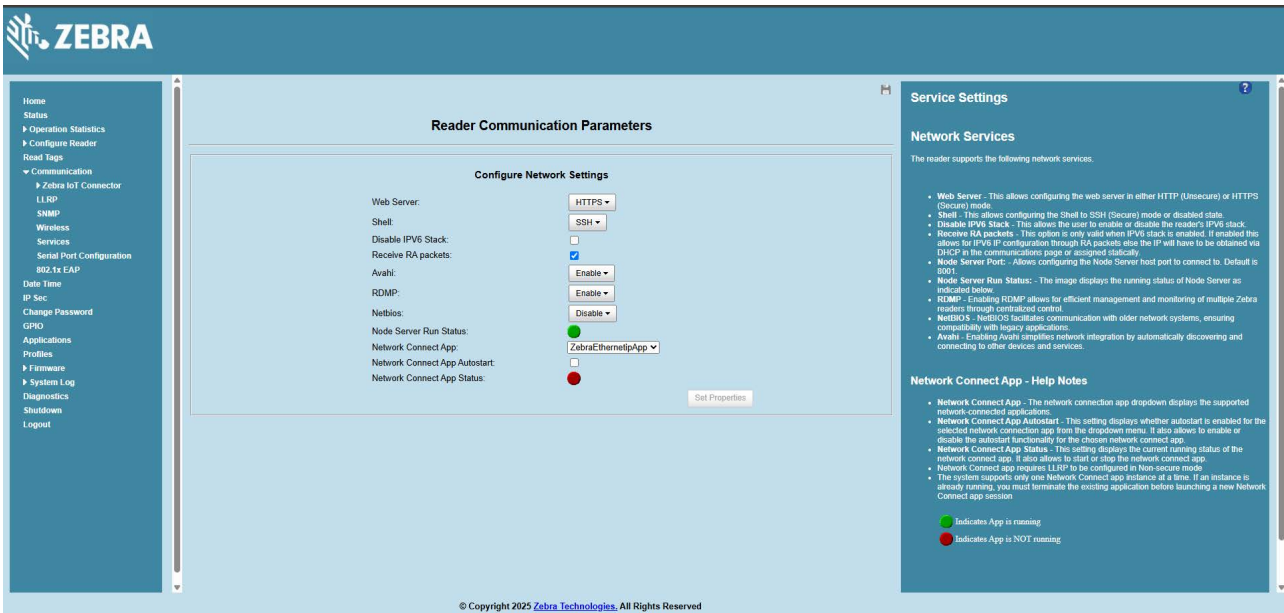 ZEBRA
Home
Status
Operation Statistics
Configure Reader
Read Tags
Communication
Zebra IoT Connector
LLRP
SNMP
Wireless
Services
Serial Port Configuration
802.1x EAP
Date Time
IP Sec
Change Password
GPIO
Applications
Profiles
Firmware
System Log
Diagnostics
Shutdown
Logout
Reader Communication Parameters
Configure Network Settings
Web Server: HTTPS
Shell: SSH
Disable IPV6 Stack:
Receive RA packets:
Avahi: Enable
RDMP: Enable
Netbios: Disable
Node Server Run Status:
Network Connect App: ZebraEthernetipApp
Network Connect App Autostart:
Network Connect App Status:
Set Properties
?
Service Settings
Network Services
The reader supports the following network services.
Web Server - This allows configuring the web server in either HTTP (Unsecure) or HTTPS
(Secure) mode.
Shell - This allows configuring the Shell to SSH (Secure) mode or disabled state.
Disable IPV6 Stack - This allows the user to enable or disable the reader's IPV6 stack.
Receive RA packets - This option is only valid when IPV6 stack is enabled. If enabled this
allows for IPV6 IP configuration through RA packets else the IP will have to be obtained via
DHCP in the communications page or assigned statically.
Node Server Port: - Allows configuring the Node Server host port to connect to. Default is
8001.
Node Server Run Status: - The image displays the running status of Node Server as
indicated below.
RDMP - Enabling RDMP allows for efficient management and monitoring of multiple Zebra
readers through centralized control.
NetBIOS - NetBIOS facilitates communication with older network systems, ensuring
compatibility with legacy applications.
Avahi - Enabling Avahi simplifies network integration by automatically discovering and
connecting to other devices and services.
Network Connect App - Help Notes
Network Connect App - The network connection app dropdown displays the supported
network-connected applications.
Network Connect App Autostart - This setting displays whether autostart is enabled for the
selected network connection app from the dropdown menu. It also allows to enable or
disable the autostart functionality for the chosen network connect app.
Network Connect App Status - This setting displays the current running status of the
network connect app. It also allows to start or stop the network connect app.
Network Connect app requires LLRP to be configured in Non-secure mode
The system supports only one Network Connect app instance at a time. If an instance is
already running, you must terminate the existing application before launching a new Network
Connect app session
Indicates App is running
Indicates App is NOT running
© Copyright 2025 Zebra Technologies. All Rights Reserved